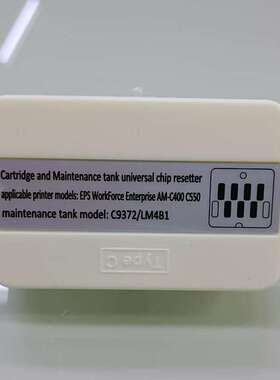 Cartridge and Maintenance tank universal chip resetter
applicable printer models: EPS WorkForce Enterprise AM-C400 C550
maintenance tank model: C9372/LM4B1
Type C